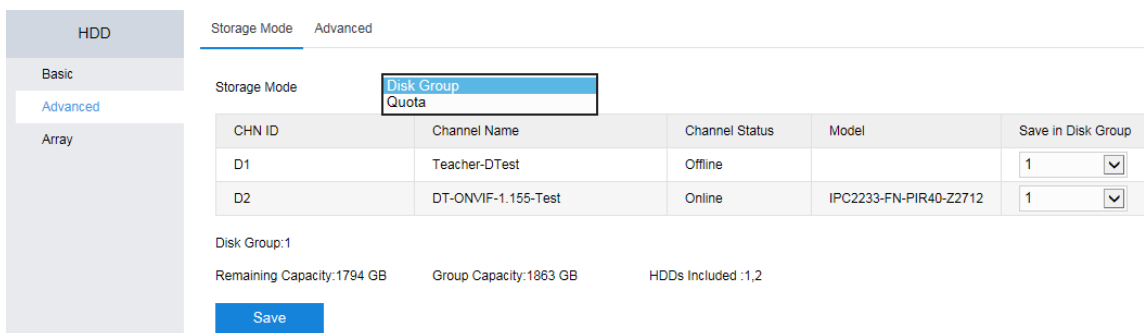 HDD
Basic
Advanced
Array
Storage Mode Advanced
Storage Mode Disk Group
Quota
CHN ID Channel Name Channel Status Model Save in Disk Group
D1 Teacher-DTest Offline 1
D2 DT-ONVIF-1.155-Test Online IPC2233-FN-PIR40-Z2712 1
Disk Group:1
Remaining Capacity:1794 GB Group Capacity:1863 GB HDDs Included :1,2
Save